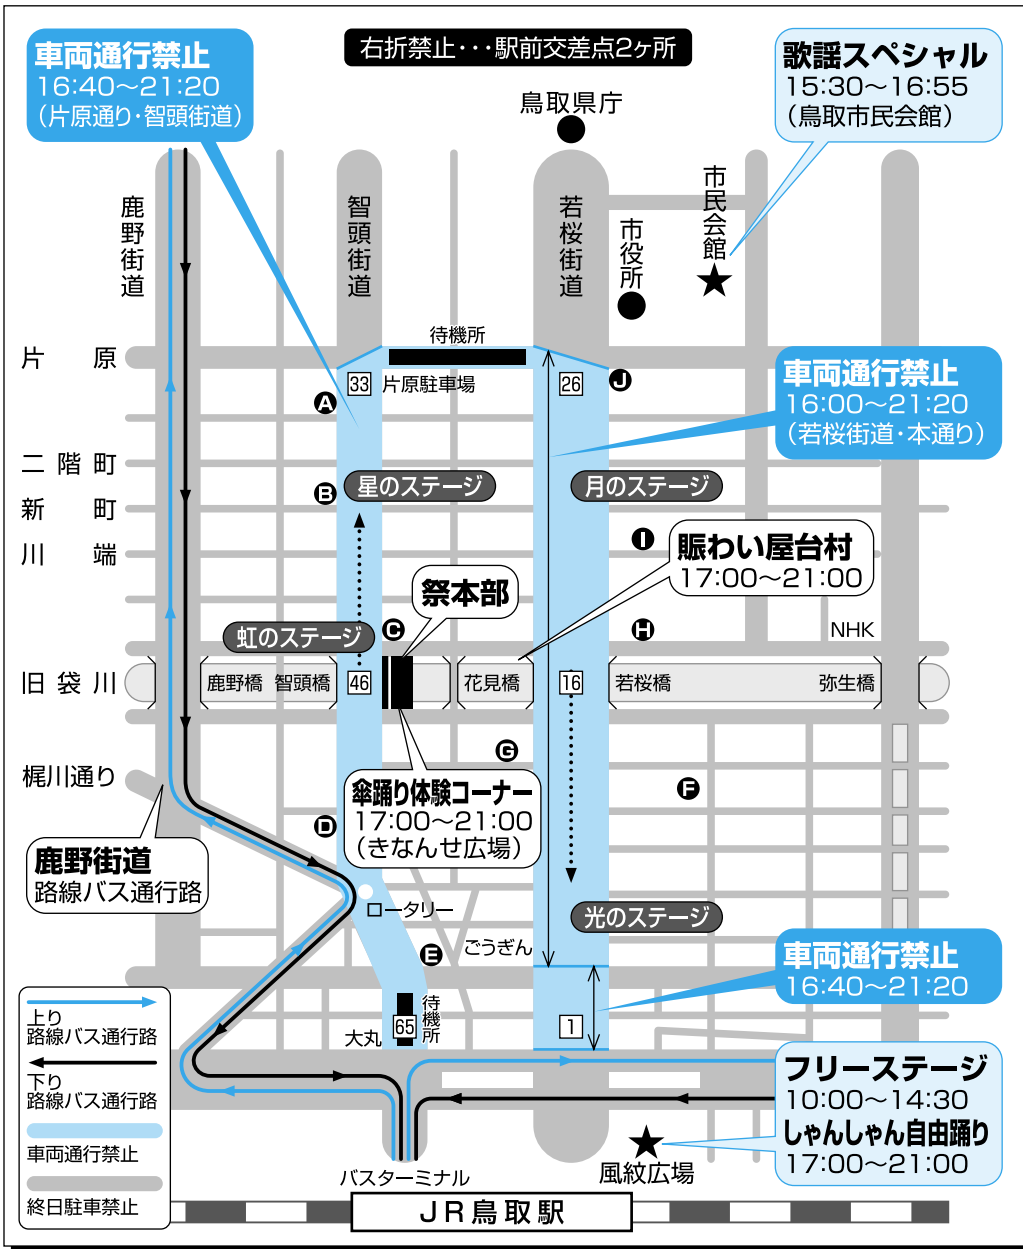 車両通行禁止
16:40～21:20
（片原通り・智頭街道）
右折禁止・・・駅前交差点2ヶ所
歌謡スペシャル
15:30～16:55
（鳥取市民会館）
鳥取県庁
鹿野街道
智頭街道
若桜街道
市役所
市民会館
片原
待機所
33
片原駐車場
26
J
A
車両通行禁止
16:00～21:20
（若桜街道・本通り）
二階町
B
星のステージ
月のステージ
新町
川端
I
賑わい屋台村
17:00～21:00
祭本部
虹のステージ
C
H
NHK
旧袋川
鹿野橋
智頭橋
46
花見橋
16
若桜橋
弥生橋
G
梶川通り
傘踊り体験コーナー
17:00～21:00
（きなんせ広場）
F
D
鹿野街道
路線バス通行路
ロータリー
光のステージ
ごうぎん
E
車両通行禁止
16:40～21:20
待機所
65
大丸
1
上り
路線バス通行路
下り
路線バス通行路
車両通行禁止
終日駐車禁止
フリーステージ
10:00～14:30
しゃんしゃん自由踊り
17:00～21:00
風紋広場
バスターミナル
JR鳥取駅